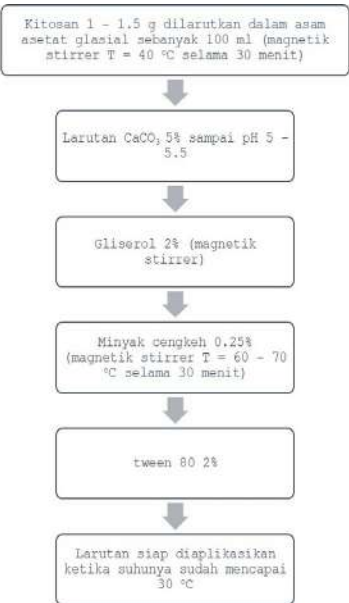 Kitosan 1 - 1.5 g dilarutkan dalam asam
asetat glasial sebanyak 100 ml (magnetik
stirrer T = 40 °C selama 30 menit)
Larutan CaCO₃ 5% sampai pH 5 -
5.5
Gliserol 2% (magnetik
stirrer)
Minyak cengkeh 0.25%
(magnetik stirrer T = 60 - 70
°C selama 30 menit)
tween 80 2%
Larutan siap diaplikasikan
ketika suhunya sudah mencapai
30 °C